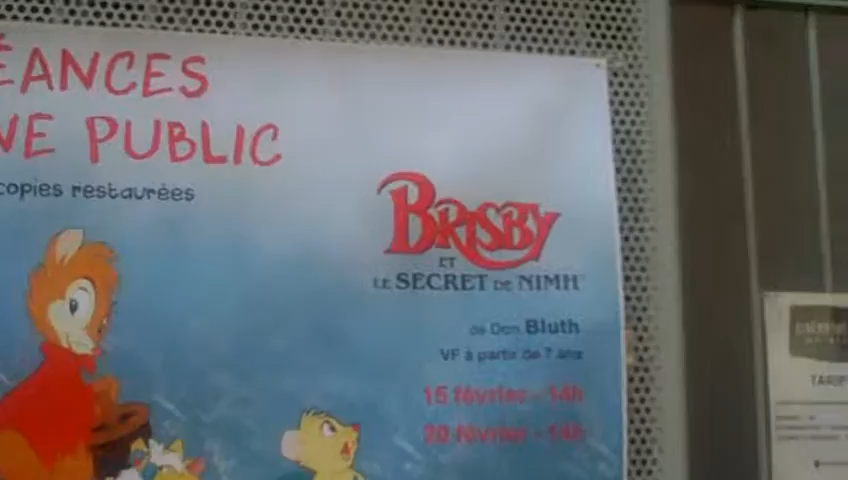 ÉANCES
NE PUBLIC
copies restaurées
BRISBY
ET
LE SECRET DE NIMH
de Don Bluth
VF à partir de 7 ans
15 février - 14h
20 février - 14h
TARIF